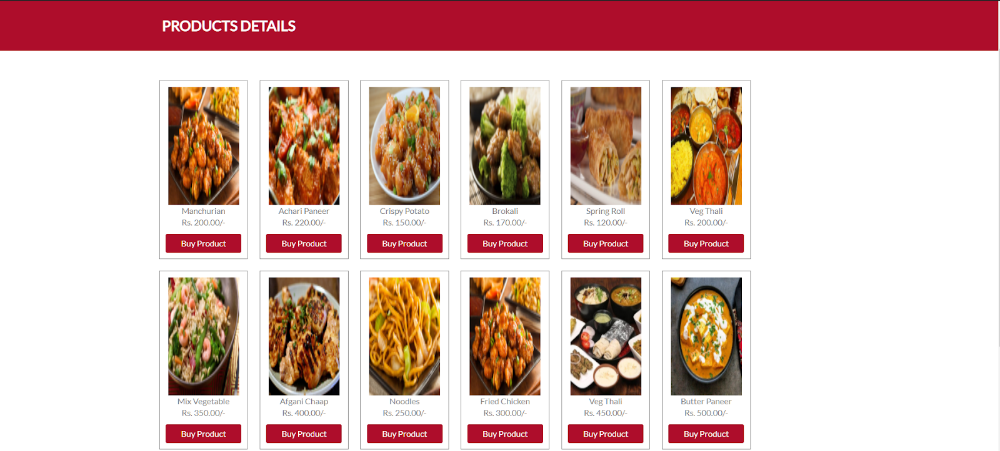 PRODUCTS DETAILS
Manchurian
Rs. 200.00/-
Buy Product
Achari Paneer
Rs. 220.00/-
Buy Product
Crispy Potato
Rs. 150.00/-
Buy Product
Brokali
Rs. 170.00/-
Buy Product
Spring Roll
Rs. 120.00/-
Buy Product
Veg Thali
Rs. 200.00/-
Buy Product
Mix Vegetable
Rs. 350.00/-
Buy Product
Afgani Chaap
Rs. 400.00/-
Buy Product
Noodles
Rs. 250.00/-
Buy Product
Fried Chicken
Rs. 300.00/-
Buy Product
Veg Thali
Rs. 450.00/-
Buy Product
Butter Paneer
Rs. 500.00/-
Buy Product